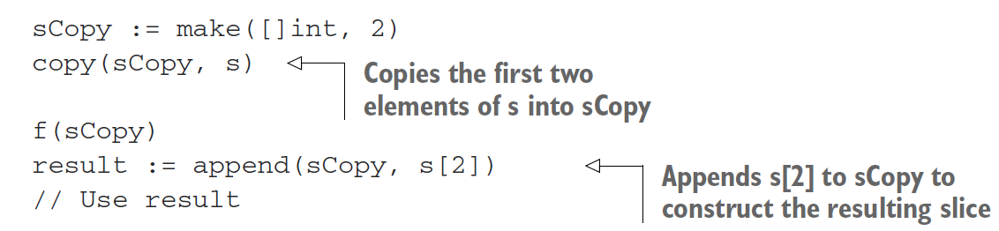 sCopy := make([]int, 2)
copy(sCopy, s)
Copies the first two
elements of s into sCopy
f(sCopy)
result := append(sCopy, s[2])
// Use result
Appends s[2] to sCopy to
construct the resulting slice